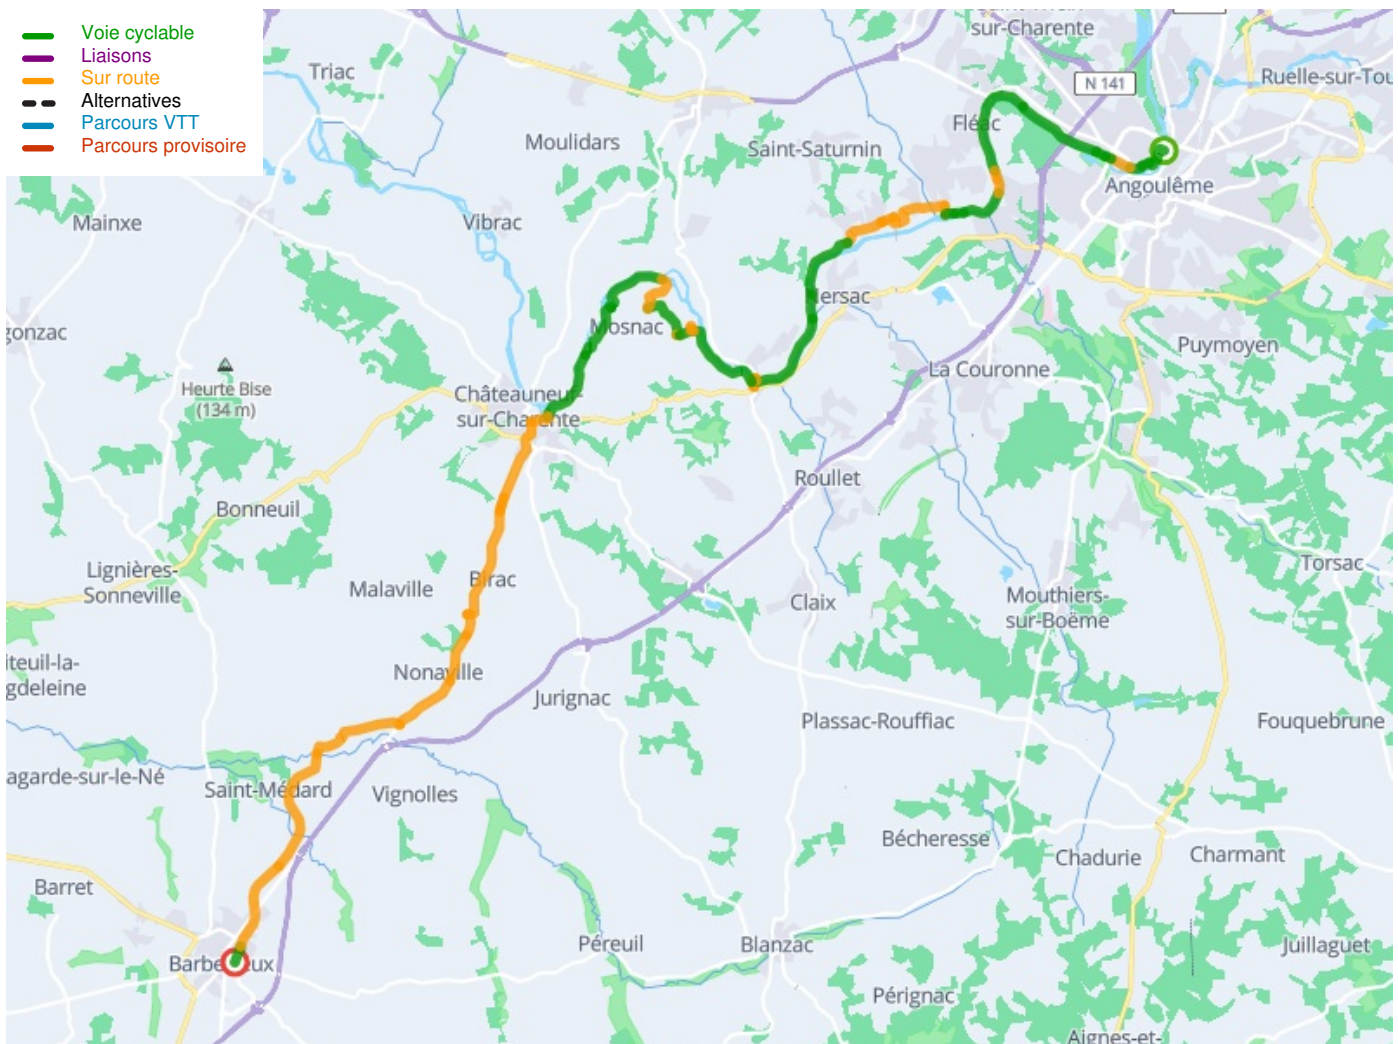 Voie cyclable
Liaisons
Sur route
Alternatives
Parcours VTT
Parcours provisoire
sur-Charente
Triac
N 141
Ruelle-sur-Tou
Fléac
Moulidars
Saint-Saturnin
Angoulême
Mainxe
Vibrac
Nersac
gonzac
Mosnac
Puymoyen
La Couronne
Heurte Bise
(134 m)
Châteauneuf-
sur-Charente
Roullet
Bonneuil
Torsac
Lignières-
Sonneville
Birac
Malaville
Claix
Mouthiers-
sur-Boëme
iteuil-la-
gdeleine
Nonaville
Jurignac
Plassac-Rouffiac
Fouquebrune
agarde-sur-le-Né
Saint-Médard
Vignolles
Bécheresse
Chadurie
Charmant
Barret
Péreuil
Blanzac
Juillaguet
Barbezieux
Pérignac
Aignes-et-